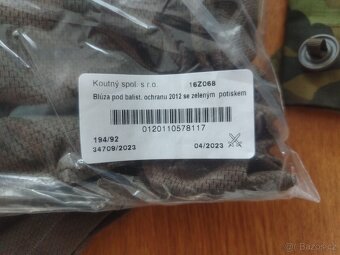 Koutný spol. s r.o. 16Z068
Blúza pod balist. ochranu 2012 se zeleným potiskem
0120110578117
194/92
34709/2023 04/2023
Bazoš.cz